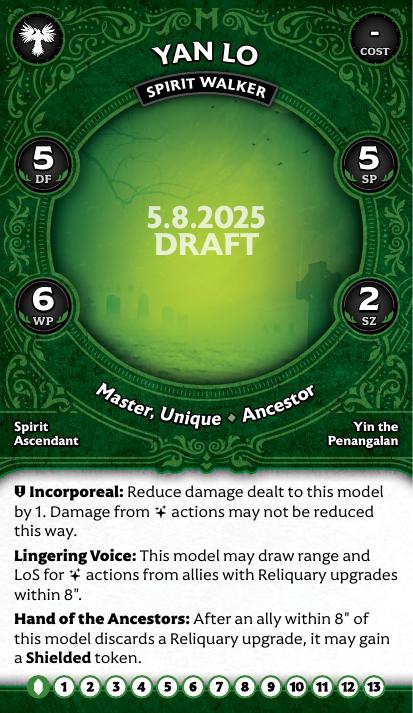 -
COST
YAN LO
SPIRIT WALKER
5
DF
5
SP
5.8.2025
DRAFT
6
WP
2
SZ
Master, Unique ◆ Ancestor
Spirit
Ascendant
Yin the
Penangalan
Incorporeal: Reduce damage dealt to this model
by 1. Damage from actions may not be reduced
this way.
Lingering Voice: This model may draw range and
LoS for actions from allies with Reliquary upgrades
within 8".
Hand of the Ancestors: After an ally within 8" of
this model discards a Reliquary upgrade, it may gain
a Shielded token.
1 2 3 4 5 6 7 8 9 10 11 12 13